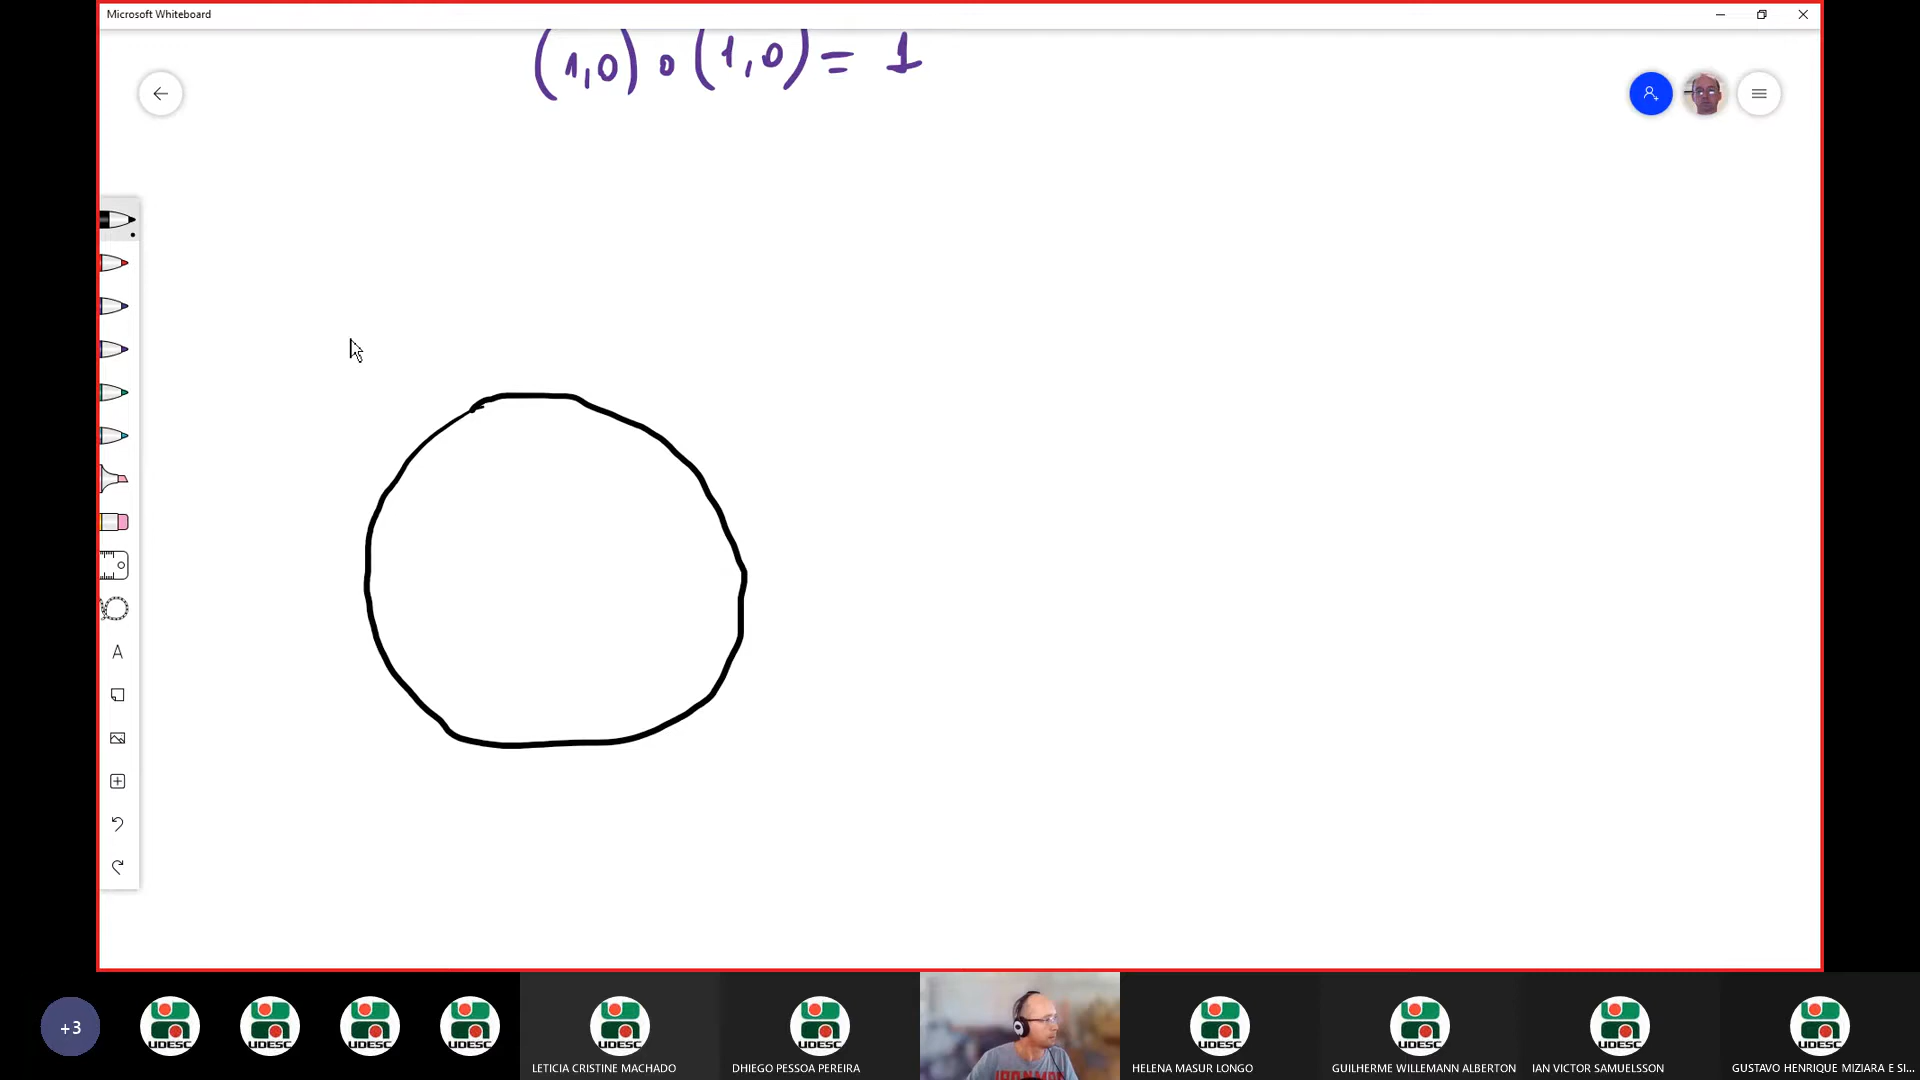 Microsoft Whiteboard
(1,0) o (1,0) = 1
A
+3
UDESC
UDESC
UDESC
UDESC
UDESC
UDESC
UDESC
UDESC
UDESC
UDESC
LETICIA CRISTINE MACHADO
DHIEGO PESSOA PEREIRA
IRONMAN
HELENA MASUR LONGO
GUILHERME WILLEMANN ALBERTON
IAN VICTOR SAMUELSSON
GUSTAVO HENRIQUE MIZIARA E SI...